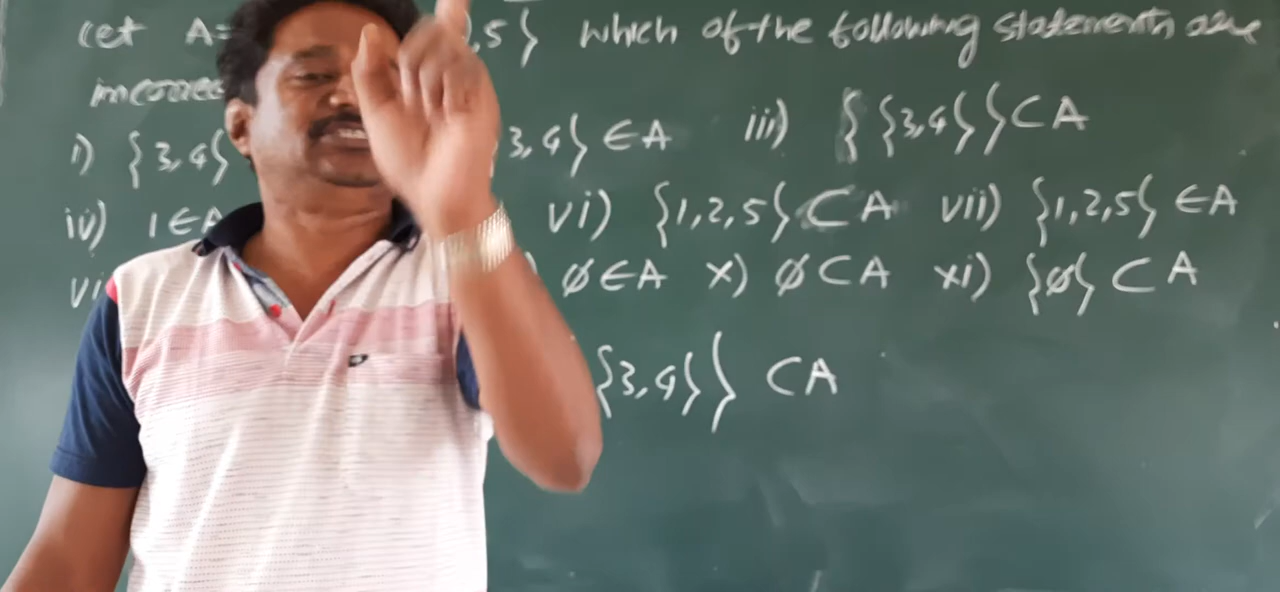 Let A= ,5} which of the following statements are
i) {3,4} 3,4} ∈A iii) {{3,4}}⊂A
iv) 1∈A vi) {1,2,5}⊂A vii) {1,2,5} ∈A
∅∈A x) ∅⊂A xi) {∅} ⊂A
{3,4}} ⊂A